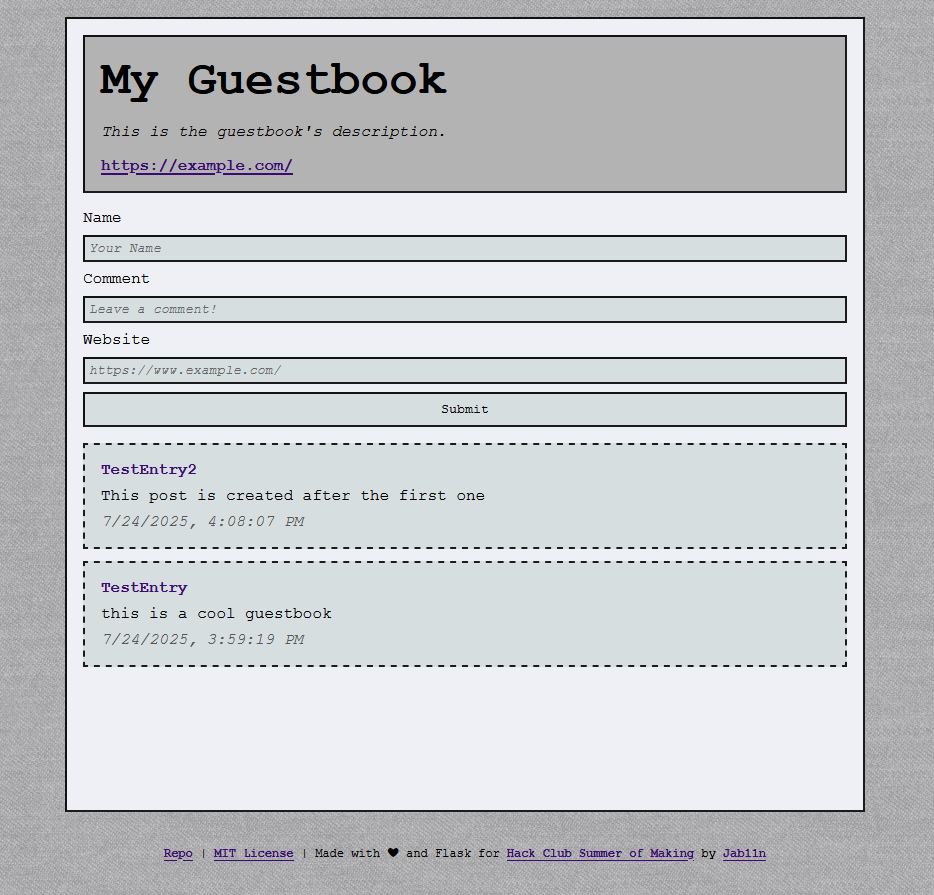 My Guestbook
This is the guestbook's description.
https://example.com/
Name
Your Name
Comment
Leave a comment!
Website
https://www.example.com/
Submit
TestEntry2
This post is created after the first one
7/24/2025, 4:08:07 PM
TestEntry
this is a cool guestbook
7/24/2025, 3:59:19 PM
Repo | MIT License | Made with ♥ and Flask for Hack Club Summer of Making by Jab11n